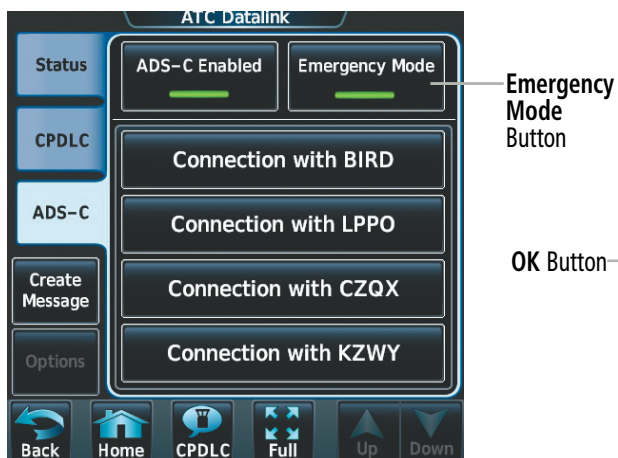 ATC Datalink
Status
ADS-C Enabled
Emergency Mode
CPDLC
Connection with BIRD
ADS-C
Connection with LPPO
Create
Message
Connection with CZQX
Options
Connection with KZWY
Back
Home
CPDLC
Full
Up
Down
Emergency
Mode
Button
OK Button